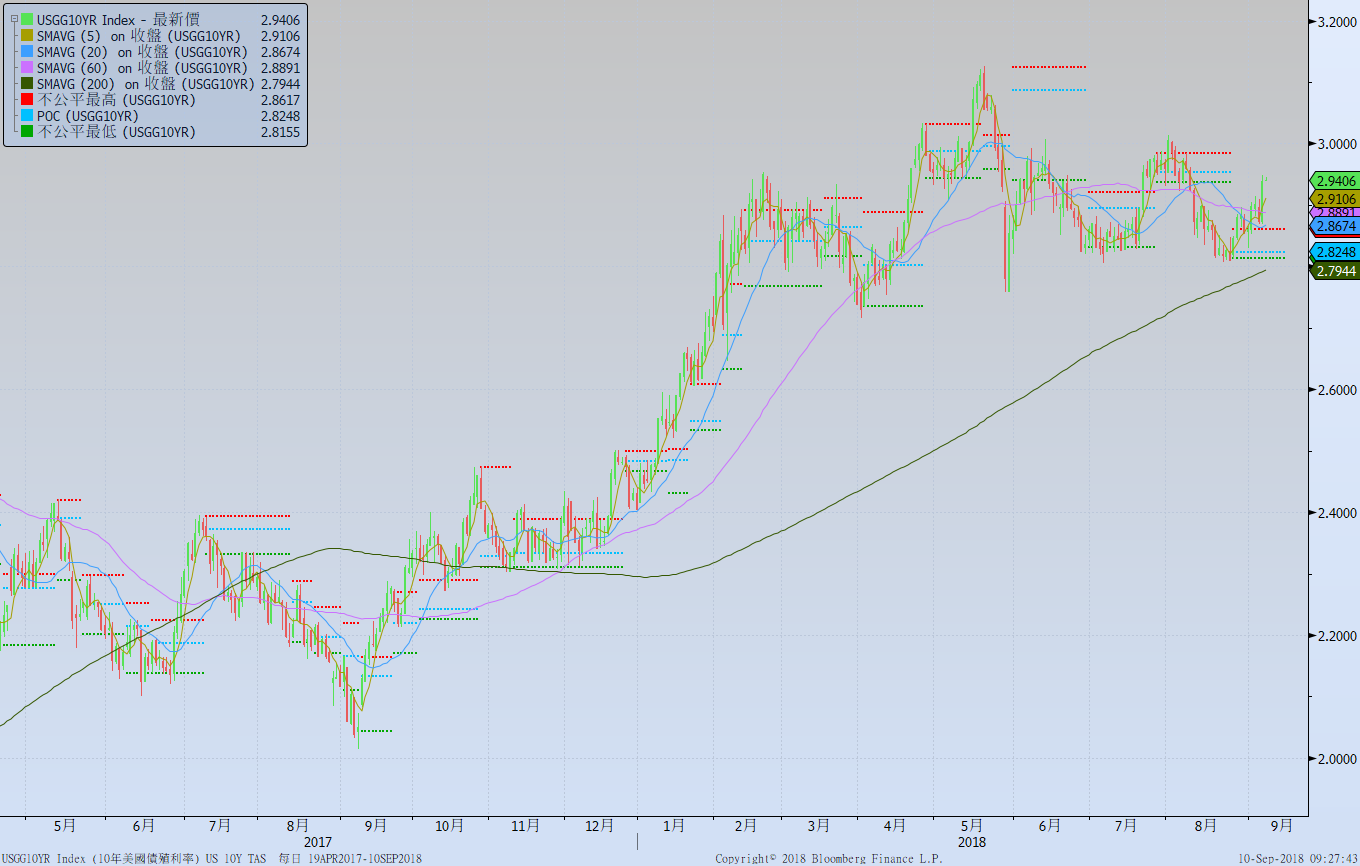 USGG10YR Index - 最新價 2.9406
SMAVG (5) on 收盤 (USGG10YR) 2.9106
SMAVG (20) on 收盤 (USGG10YR) 2.8674
SMAVG (60) on 收盤 (USGG10YR) 2.8891
SMAVG (200) on 收盤 (USGG10YR) 2.7944
不公平最高 (USGG10YR) 2.8617
POC (USGG10YR) 2.8248
不公平最低 (USGG10YR) 2.8155
3.2000
3.0000
2.9406
2.9106
2.8891
2.8674
2.8248
2.7944
2.6000
2.4000
2.2000
2.0000
5月 6月 7月 8月 9月 10月 11月 12月 1月 2月 3月 4月 5月 6月 7月 8月 9月
2017 2018
USGG10YR Index (10年美國債殖利率) US 10Y TAS 每日 19APR2017-10SEP2018 Copyright© 2018 Bloomberg Finance L.P. 10-Sep-2018 09:27:43